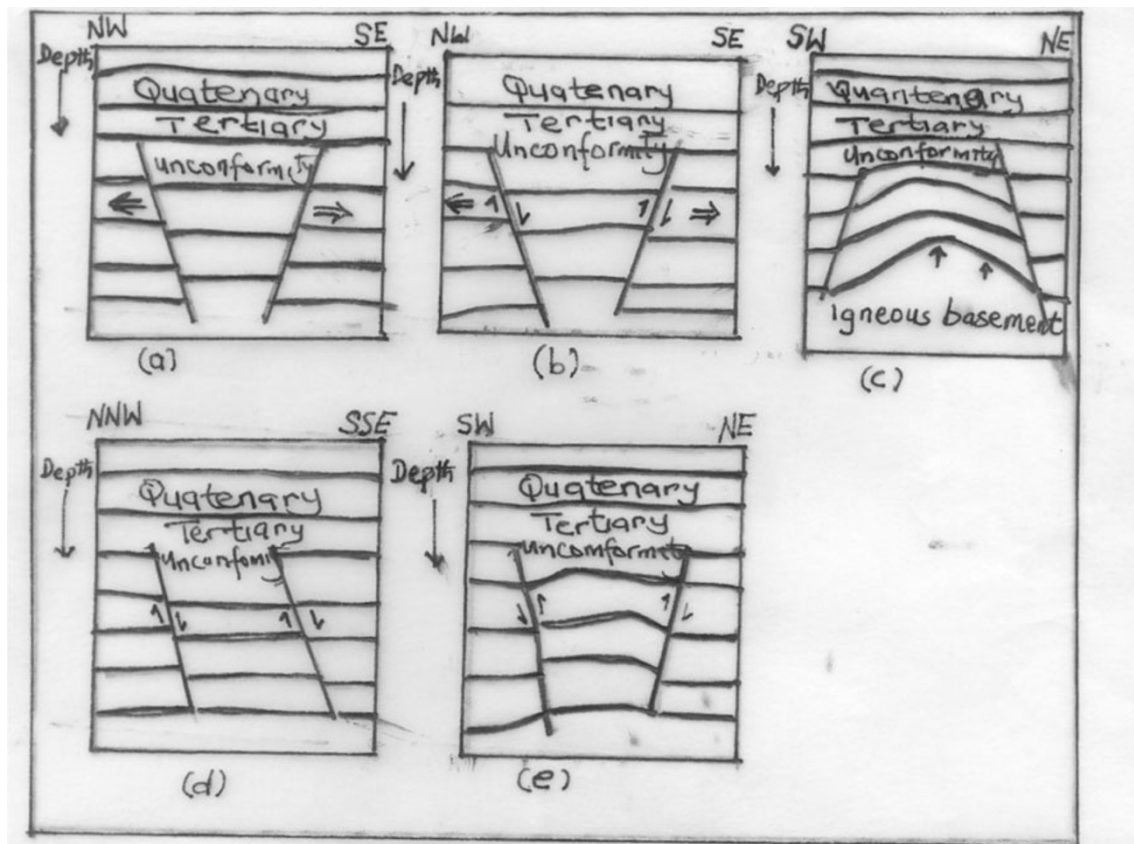 NW SE
Depth
Quatenary
Tertiary
unconformity
(a)
NW SE
Depth
Quatenary
Tertiary
Unconformity
(b)
SW NE
Depth
Quantenary
Tertiary
Unconformity
igneous basement
(c)
NNW SSE
Depth
Quatenary
Tertiary
Unconfomity
(d)
SW NE
Depth
Quatenary
Tertiary
Uncomformity
(e)